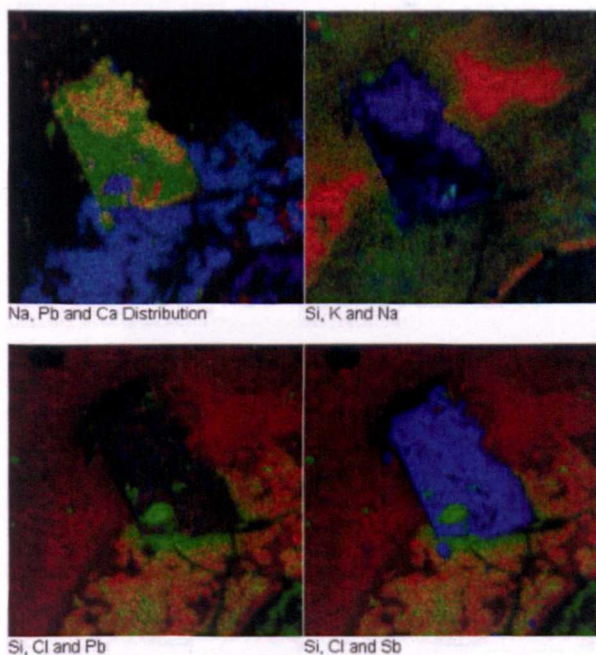 Na, Pb and Ca Distribution
Si, K and Na
Si, Cl and Pb
Si, Cl and Sb